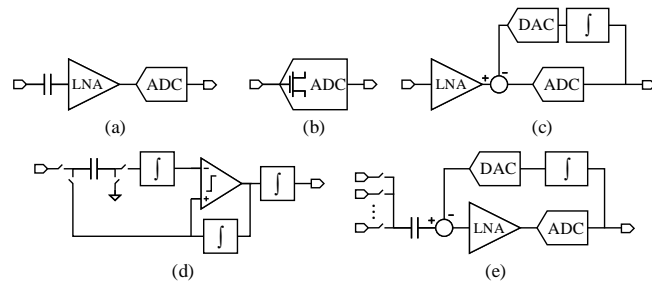 LNA
ADC
(a)
ADC
(b)
DAC
∫
LNA
+
-
ADC
(c)
∫
-
+
∫
∫
(d)
DAC
∫
+
-
LNA
ADC
(e)